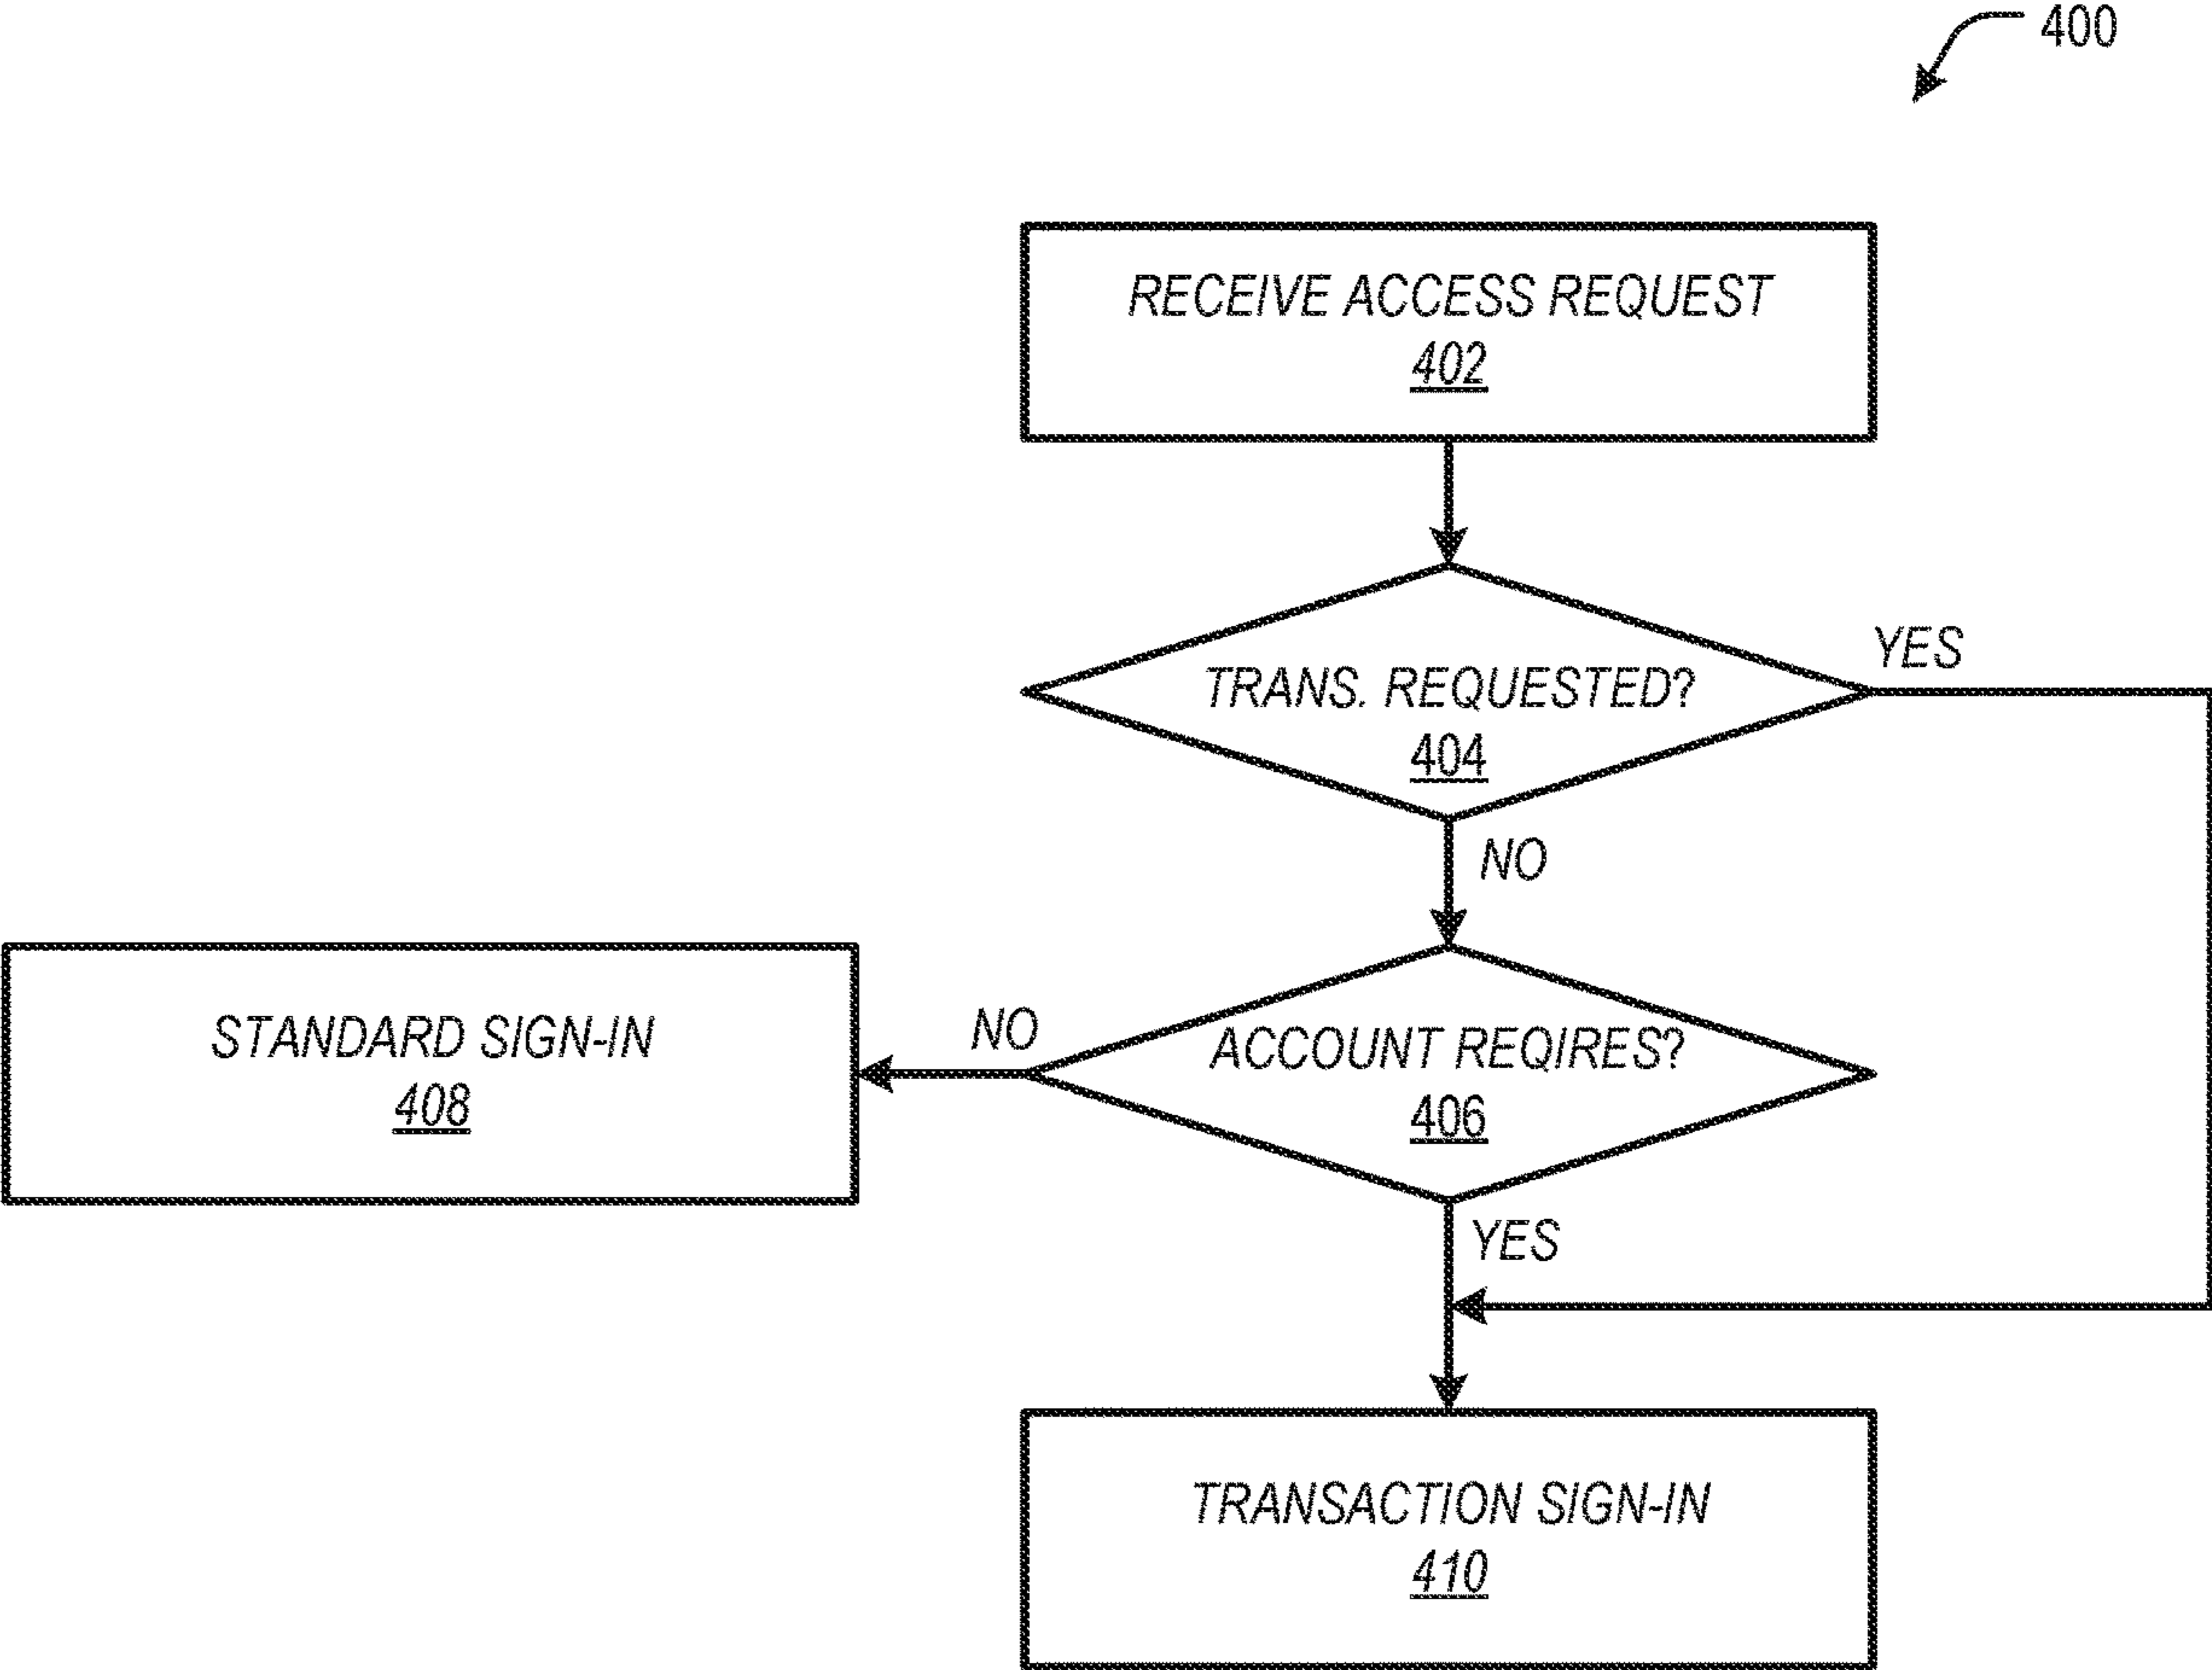 400
RECEIVE ACCESS REQUEST
402
TRANS. REQUESTED?
404
YES
NO
STANDARD SIGN-IN
408
NO
ACCOUNT REQIRES?
406
YES
TRANSACTION SIGN-IN
410